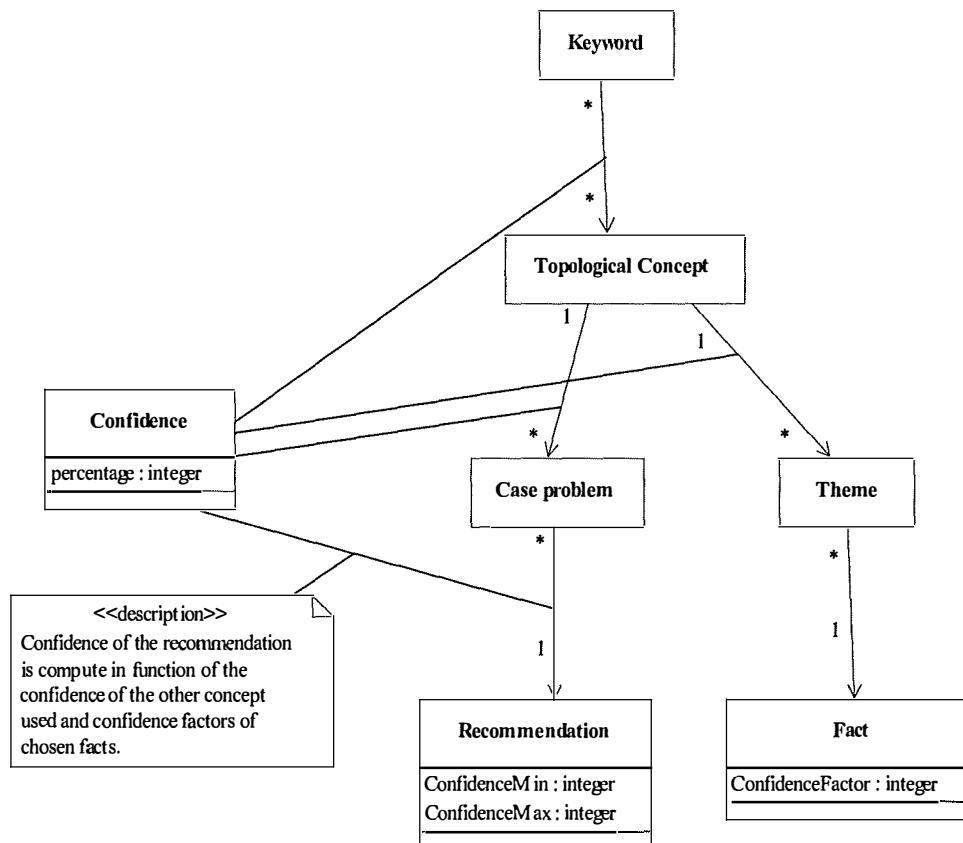 Keyword
*
*
Topological Concept
1
1
Confidence
percentage : integer
*
*
Case problem
Theme
*
*
<<description>>
Confidence of the recommendation
is compute in function of the
confidence of the other concept
used and confidence factors of
chosen facts.
1
1
Recommendation
ConfidenceMin : integer
ConfidenceMax : integer
Fact
ConfidenceFactor : integer